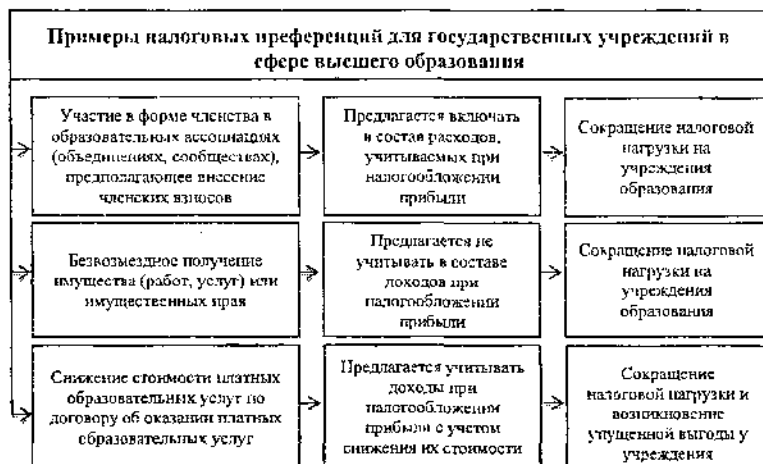 Примеры налоговых преференций для государственных учреждений в
сфере высшего образования
Участие в форме членства в
образовательных ассоциациях
(объединениях, сообществах),
предполагающее внесение
членских взносов
Предлагается включать
в состав расходов,
учитываемых при
налогообложении
прибыли
Сокращение налоговой
нагрузки на
учреждения
образования
Безвозмездное получение
имущества (работ, услуг) или
имущественных прав
Предлагается не
учитывать в составе
доходов при
налогообложении
прибыли
Сокращение налоговой
нагрузки на
учреждения
образования
Снижение стоимости платных
образовательных услуг по
договору об оказании платных
образовательных услуг
Предлагается учитывать
доходы при
налогообложении
прибыли с учетом
снижения их стоимости
Сокращение
налоговой нагрузки и
возникновение
упущенной выгоды у
учреждения